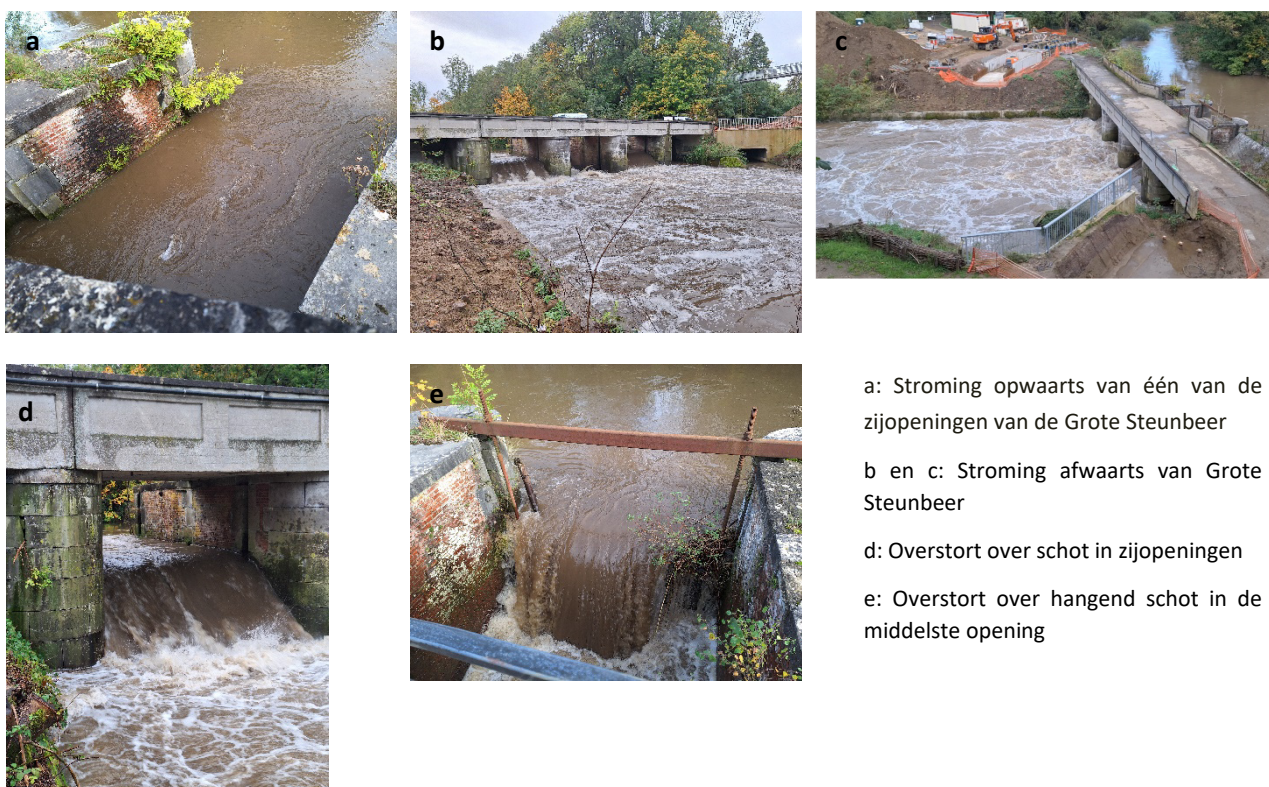 a
b
c
d
e
a: Stroming opwaarts van één van de
zijopeningen van de Grote Steunbeer
b en c: Stroming afwaarts van Grote
Steunbeer
d: Overstort over schot in zijopeningen
e: Overstort over hangend schot in de
middelste opening